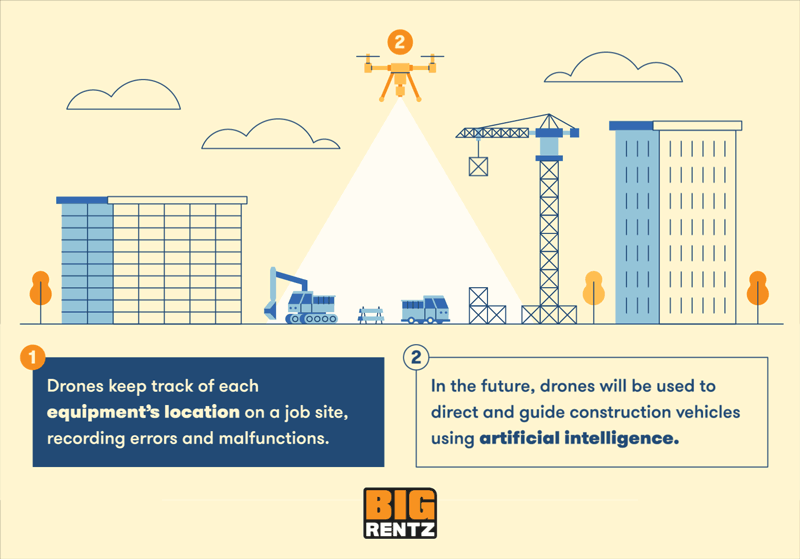 2
1
Drones keep track of each
equipment's location on a job site,
recording errors and malfunctions.
2
In the future, drones will be used to
direct and guide construction vehicles
using artificial intelligence.
BIG
RENTZ